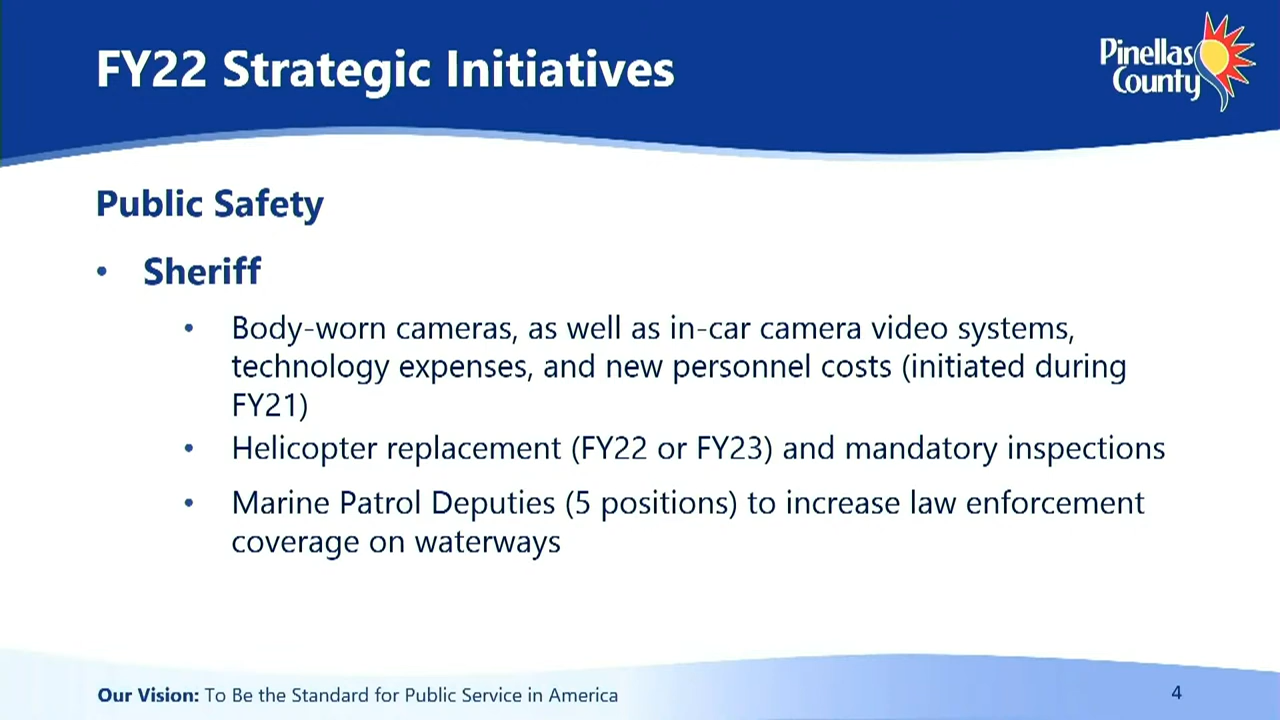 FY22 Strategic Initiatives
Pinellas
County
Public Safety
• Sheriff
• Body-worn cameras, as well as in-car camera video systems,
technology expenses, and new personnel costs (initiated during
FY21)
• Helicopter replacement (FY22 or FY23) and mandatory inspections
• Marine Patrol Deputies (5 positions) to increase law enforcement
coverage on waterways
Our Vision: To Be the Standard for Public Service in America
4